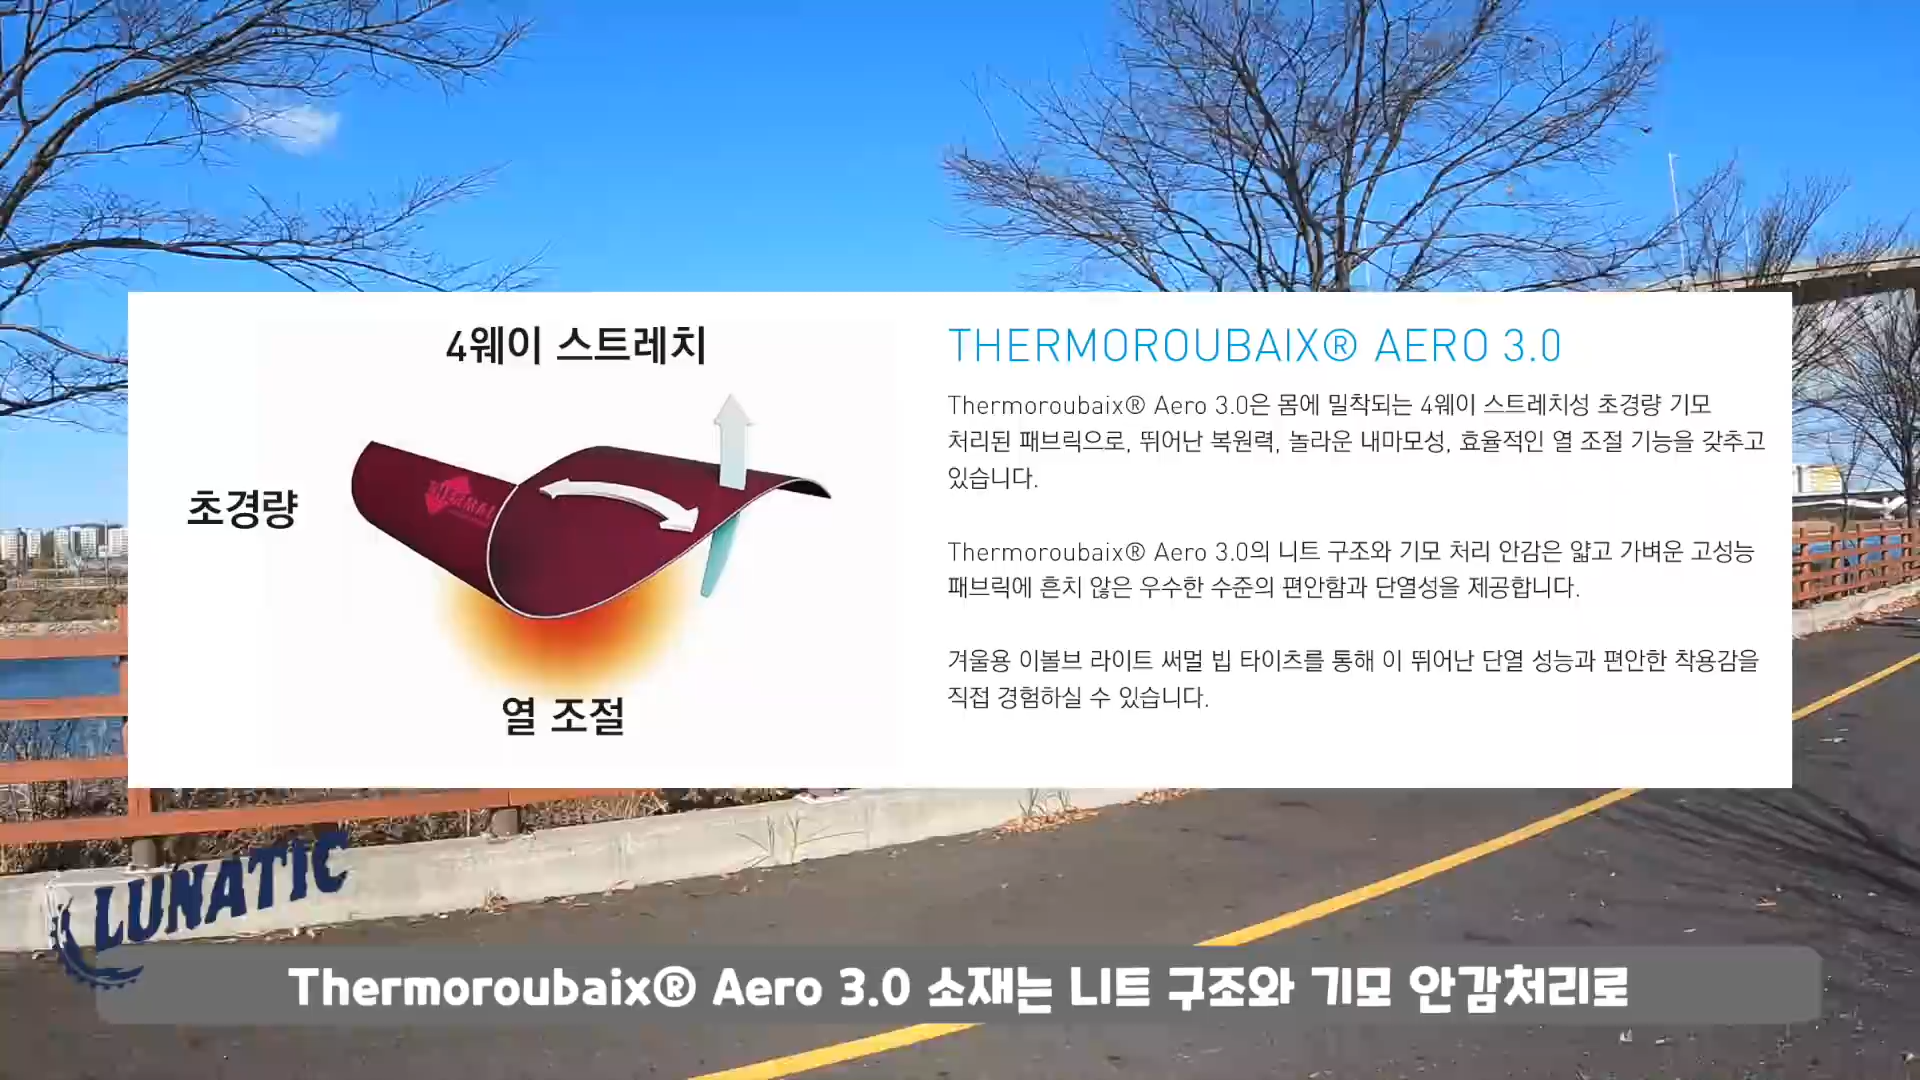 4웨이 스트레치
초경량
THERMAL
열 조절
THERMOROUBAIX® AERO 3.0
Thermoroubaix® Aero 3.0은 몸에 밀착되는 4웨이 스트레치성 초경량 기모
처리된 패브릭으로, 뛰어난 복원력, 놀라운 내마모성, 효율적인 열 조절 기능을 갖추고
있습니다.
Thermoroubaix® Aero 3.0의 니트 구조와 기모 처리 안감은 얇고 가벼운 고성능
패브릭에 흔치 않은 우수한 수준의 편안함과 단열성을 제공합니다.
겨울용 이볼브 라이트 써멀 빕 타이츠를 통해 이 뛰어난 단열 성능과 편안한 착용감을
직접 경험하실 수 있습니다.
LUNATIC
Thermoroubaix® Aero 3.0 소재는 니트 구조와 기모 안감처리로